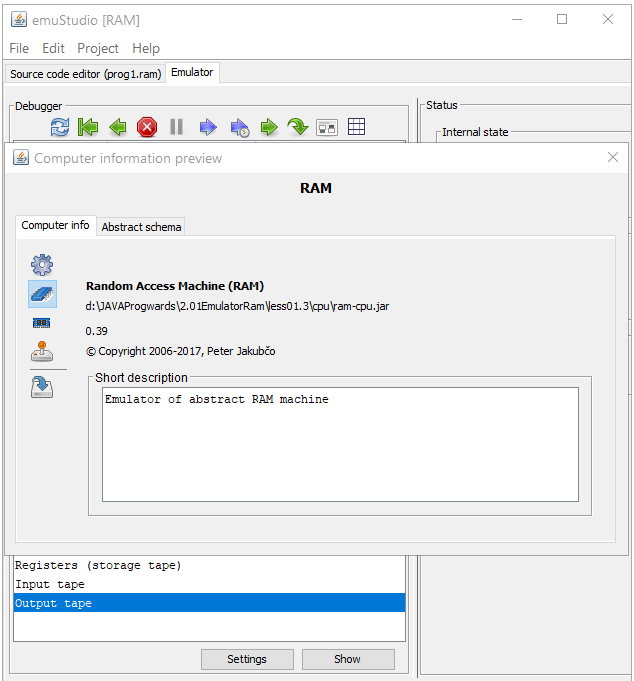 emuStudio [RAM]
File Edit Project Help
Source code editor (prog1.ram) Emulator
Debugger
Status
Internal state
Computer information preview
RAM
Computer info Abstract schema
Random Access Machine (RAM)
d:\JAVAProgwards\2.01EmulatorRam\less01.3\cpu\ram-cpu.jar
0.39
© Copyright 2006-2017, Peter Jakubčo
Short description
Emulator of abstract RAM machine
Registers (storage tape)
Input tape
Output tape
Settings Show